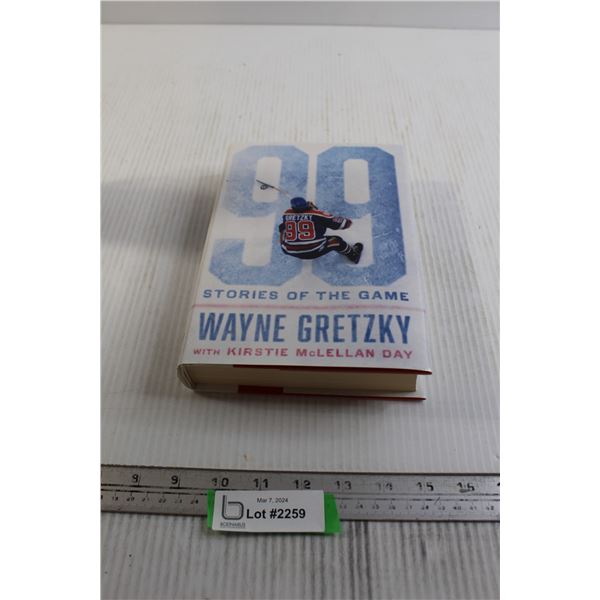 99
GRETZKY
99
STORIES OF THE GAME
WAYNE GRETZKY
WITH KIRSTIE McLELLAN DAY
8 9 10 11 12 13 14 15 16
Mar 7, 2024
Lot #2259